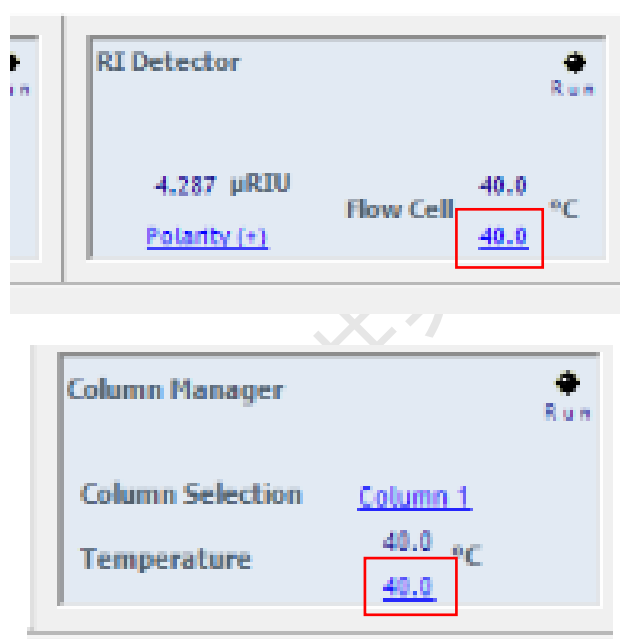 RI Detector
Run
4.287 µRIU
40.0
Flow Cell
°C
Polarity (+)
40.0
Column Manager
Run
Column Selection
Column 1
40.0
Temperature
°C
40.0